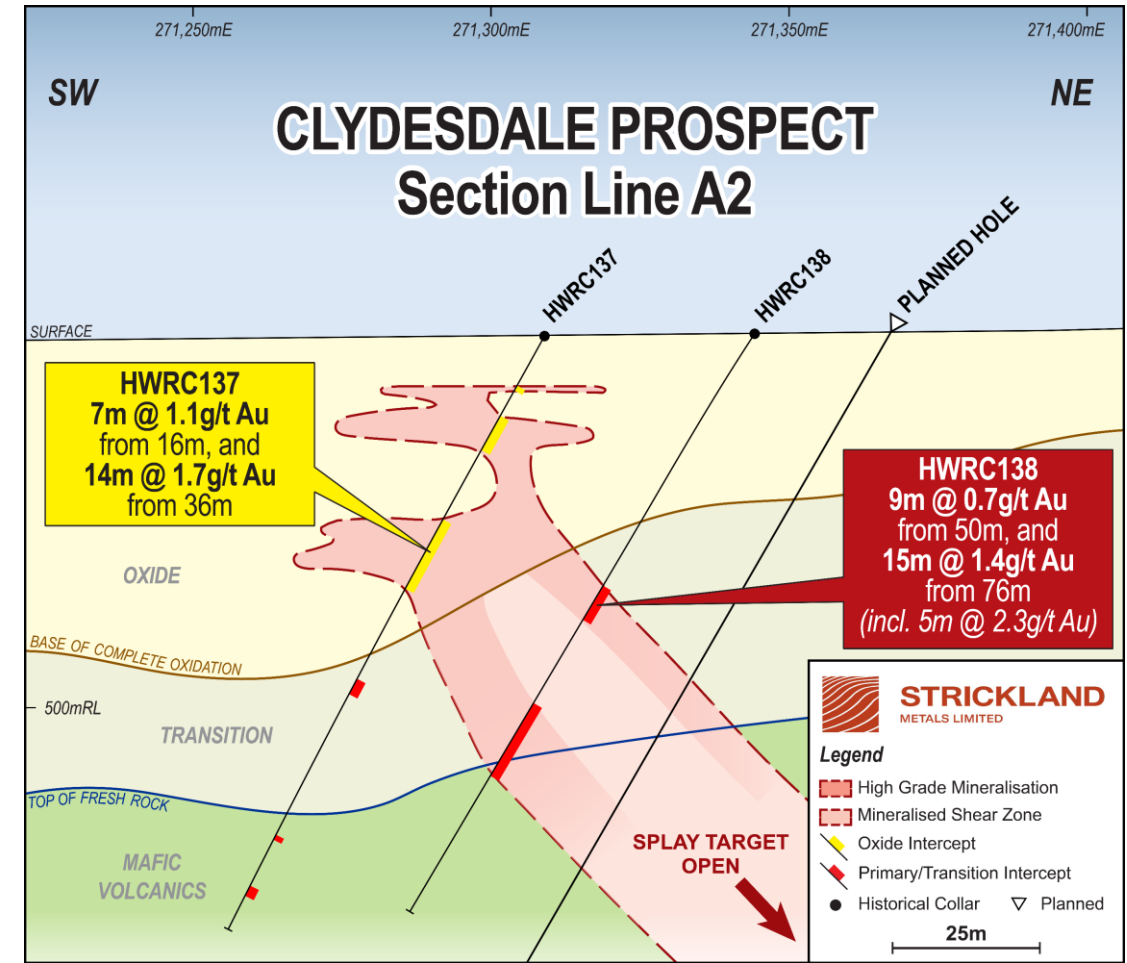 271,250mE
271,300mE
271,350mE
271,400mE
SW
NE
CLYDESDALE PROSPECT
Section Line A2
HWRC137
HWRC138
PLANNED HOLE
SURFACE
HWRC137
7m @ 1.1g/t Au
from 16m, and
14m @ 1.7g/t Au
from 36m
HWRC138
9m @ 0.7g/t Au
from 50m, and
15m @ 1.4g/t Au
from 76m
(incl. 5m @ 2.3g/t Au)
OXIDE
BASE OF COMPLETE OXIDATION
500mRL
TRANSITION
TOP OF FRESH ROCK
MAFIC
VOLCANICS
SPLAY TARGET
OPEN
STRICKLAND
METALS LIMITED
Legend
High Grade Mineralisation
Mineralised Shear Zone
Oxide Intercept
Primary/Transition Intercept
Historical Collar
Planned
25m